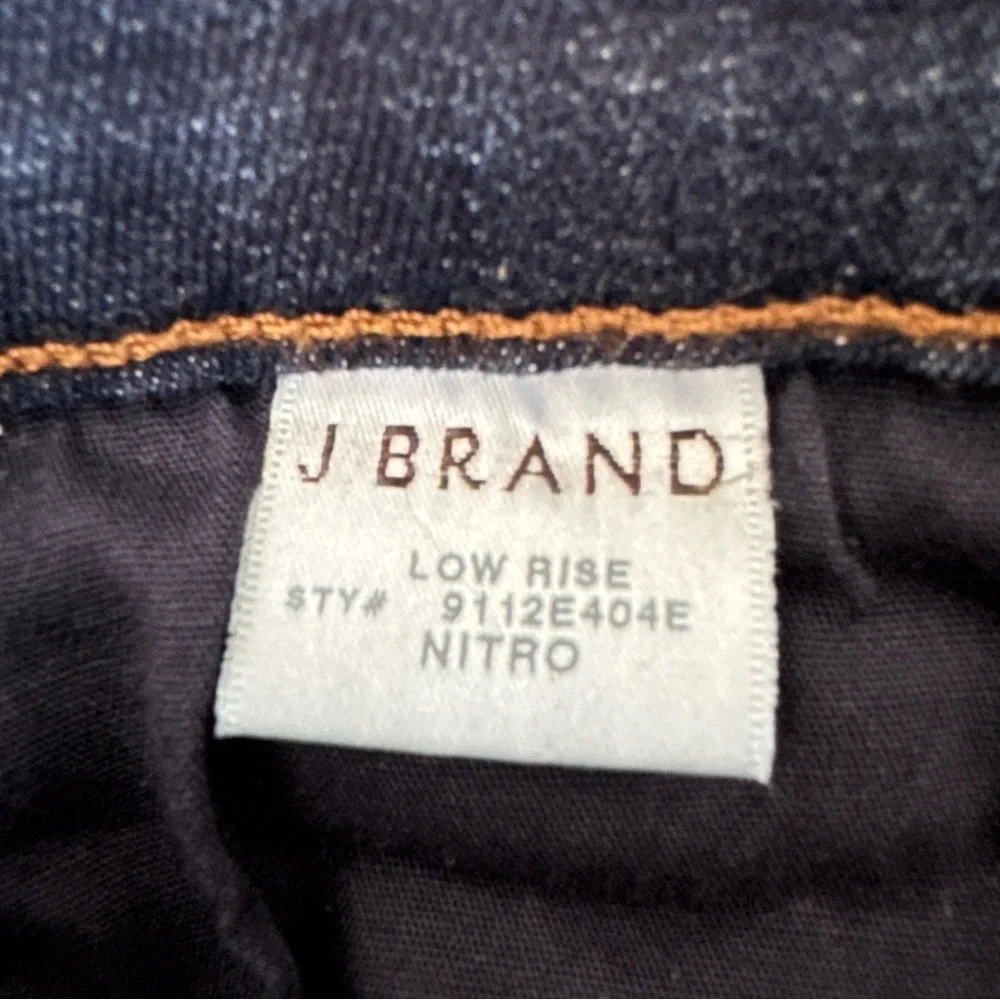 J BRAND
LOW RISE
STY# 9112E404E
NITRO